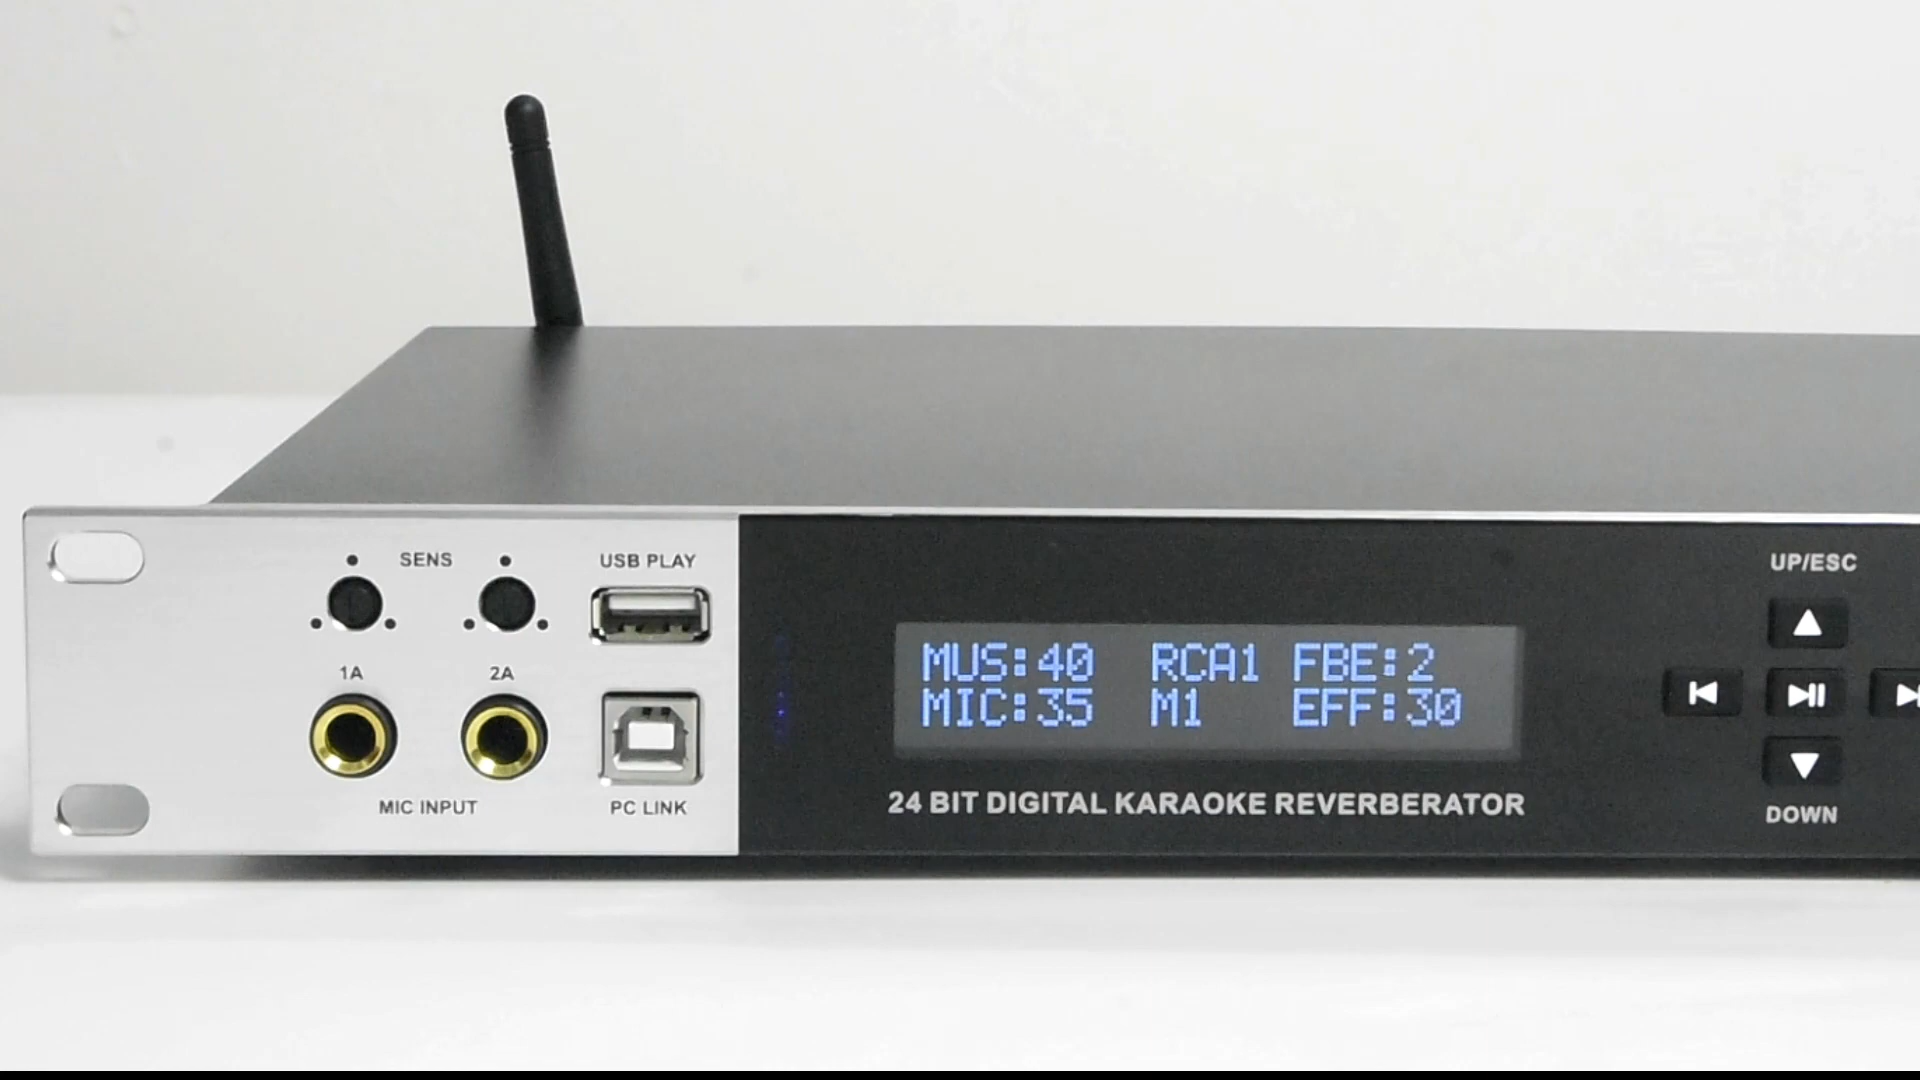 SENS
USB PLAY
1A 2A
MIC INPUT
PC LINK
MUS:40 RCA1 FBE:2
MIC:35 M1 EFF:30
24 BIT DIGITAL KARAOKE REVERBERATOR
UP/ESC
DOWN